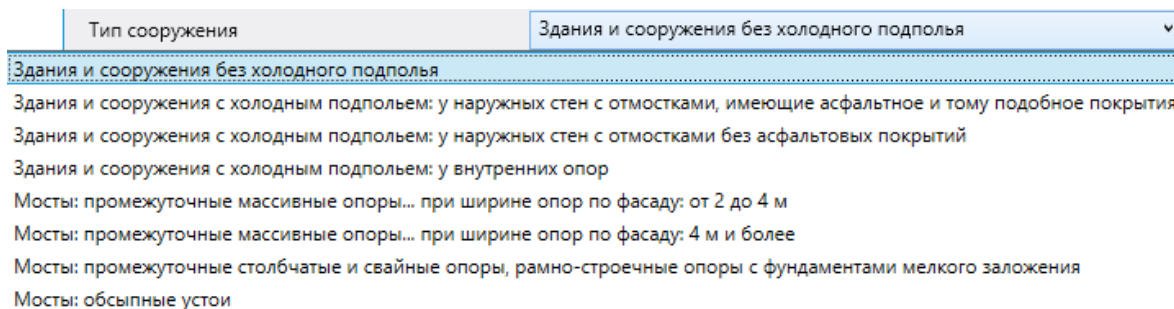 Тип сооружения Здания и сооружения без холодного подполья
Здания и сооружения без холодного подполья
Здания и сооружения с холодным подпольем: у наружных стен с отмостками, имеющие асфальтное и тому подобное покрытия
Здания и сооружения с холодным подпольем: у наружных стен с отмостками без асфальтовых покрытий
Здания и сооружения с холодным подпольем: у внутренних опор
Мосты: промежуточные массивные опоры... при ширине опор по фасаду: от 2 до 4 м
Мосты: промежуточные массивные опоры... при ширине опор по фасаду: 4 м и более
Мосты: промежуточные столбчатые и свайные опоры, рамно-строечные опоры с фундаментами мелкого заложения
Мосты: обсыпные устои